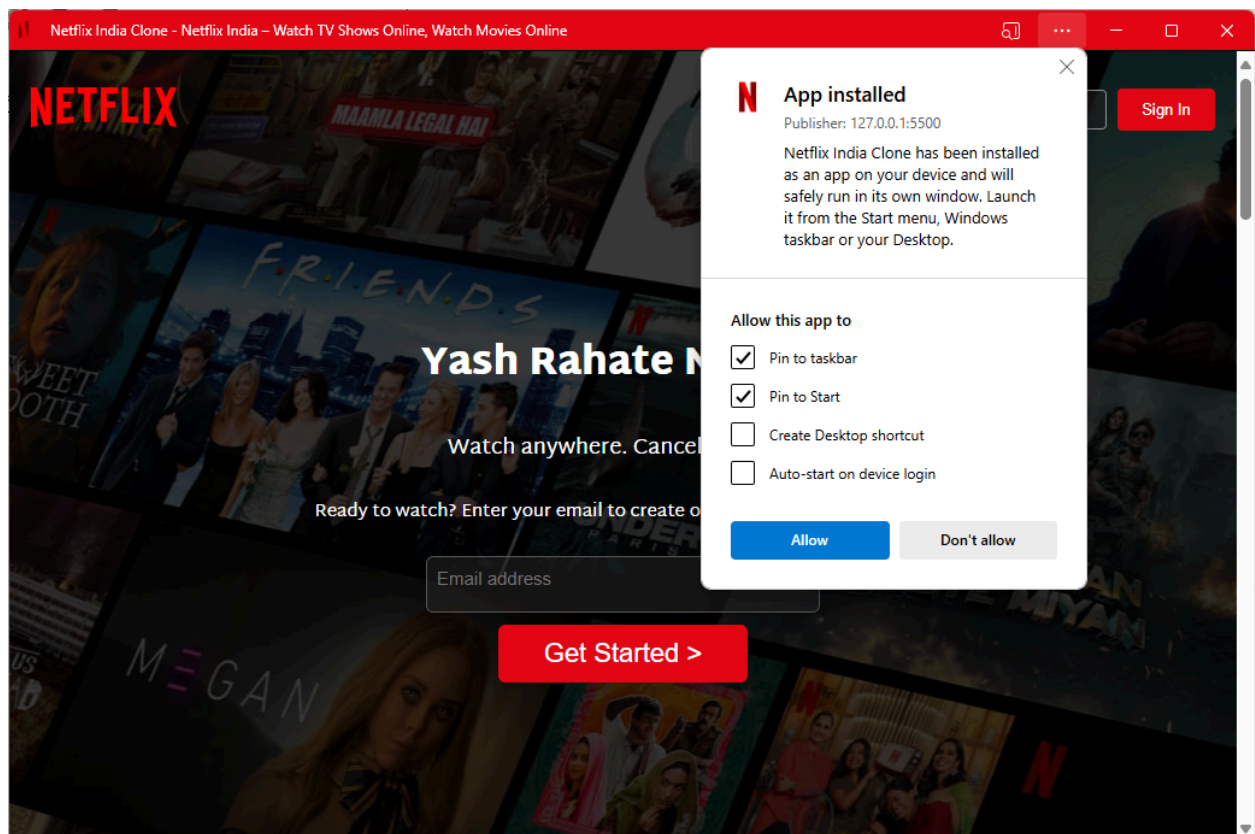 Netflix India Clone - Netflix India – Watch TV Shows Online, Watch Movies Online
NETFLIX
Sign In
App installed
Publisher: 127.0.0.1:5500
Netflix India Clone has been installed
as an app on your device and will
safely run in its own window. Launch
it from the Start menu, Windows
taskbar or your Desktop.
Allow this app to
Pin to taskbar
Pin to Start
Create Desktop shortcut
Auto-start on device login
Allow
Don't allow
MAAMLA LEGAL HAI
F.R.I.E.N.D.S
Yash Rahate N
Watch anywhere. Cancel
Ready to watch? Enter your email to create o
UNDER
PARIS
Email address
Get Started >
M≡GAN